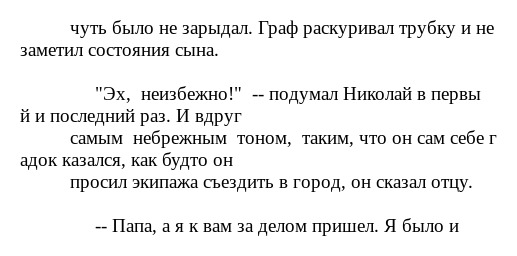 чуть было не зарыдал. Граф раскуривал трубку и не
заметил состояния сына.
"Эх,  неизбежно!"  -- подумал Николай в первы
й и последний раз. И вдруг
самым  небрежным  тоном,  таким, что он сам себе г
адок казался, как будто он
просил экипажа съездить в город, он сказал отцу.
-- Папа, а я к вам за делом пришел. Я было и